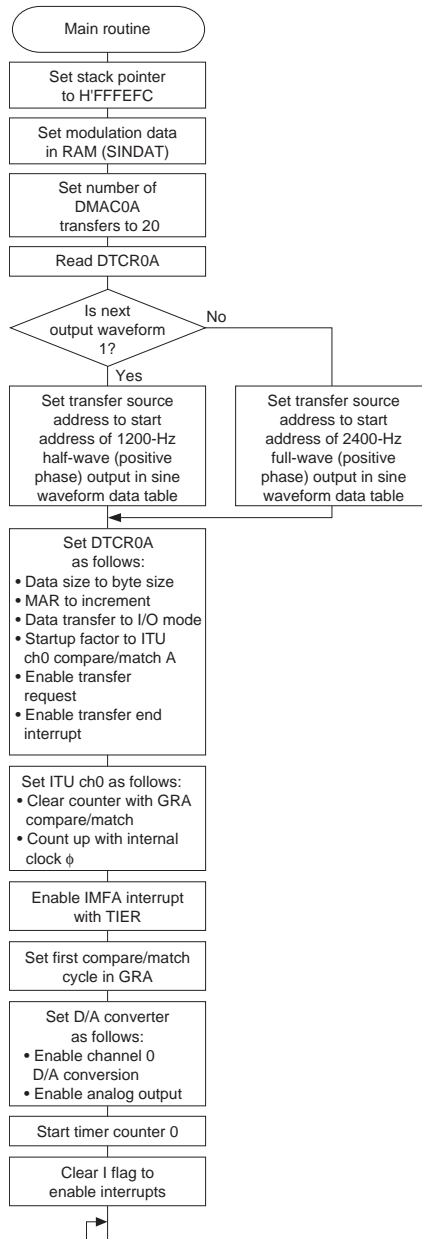 Main routine
Set stack pointer
to H'FFFEFC
Set modulation data
in RAM (SINDAT)
Set number of
DMAC0A
transfers to 20
Read DTCR0A
Is next
output waveform
1?
No
Yes
Set transfer source
address to start
address of 1200-Hz
half-wave (positive
phase) output in sine
waveform data table
Set transfer source
address to start
address of 2400-Hz
full-wave (positive
phase) output in sine
waveform data table
Set DTCR0A
as follows:
• Data size to byte size
• MAR to increment
• Data transfer to I/O mode
• Startup factor to ITU
ch0 compare/match A
• Enable transfer
request
• Enable transfer end
interrupt
Set ITU ch0 as follows:
• Clear counter with GRA
compare/match
• Count up with internal
clock ϕ
Enable IMFA interrupt
with TIER
Set first compare/match
cycle in GRA
Set D/A converter
as follows:
• Enable channel 0
D/A conversion
• Enable analog output
Start timer counter 0
Clear I flag to
enable interrupts